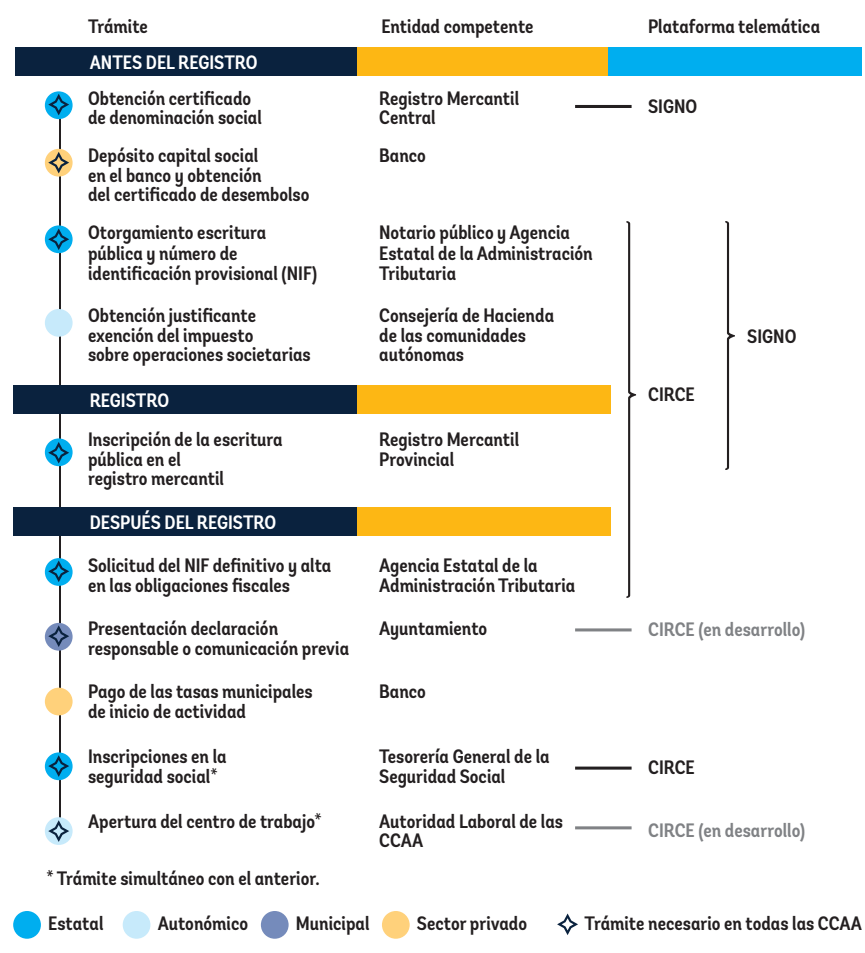 Trámite
Entidad competente
Plataforma telemática
ANTES DEL REGISTRO
Obtención certificado
de denominación social
Registro Mercantil
Central
SIGNO
Depósito capital social
en el banco y obtención
del certificado de desembolso
Banco
Otorgamiento escritura
pública y número de
identificación provisional (NIF)
Notario público y Agencia
Estatal de la Administración
Tributaria
Obtención justificante
exención del impuesto
sobre operaciones societarias
Consejería de Hacienda
de las comunidades
autónomas
SIGNO
CIRCE
REGISTRO
Inscripción de la escritura
pública en el
registro mercantil
Registro Mercantil
Provincial
DESPUÉS DEL REGISTRO
Solicitud del NIF definitivo y alta
en las obligaciones fiscales
Agencia Estatal de la
Administración Tributaria
Presentación declaración
responsable o comunicación previa
Ayuntamiento
CIRCE (en desarrollo)
Pago de las tasas municipales
de inicio de actividad
Banco
Inscripciones en la
seguridad social*
Tesorería General de la
Seguridad Social
CIRCE
Apertura del centro de trabajo*
Autoridad Laboral de las
CCAA
CIRCE (en desarrollo)
* Trámite simultáneo con el anterior.
Estatal
Autonómico
Municipal
Sector privado
Trámite necesario en todas las CCAA